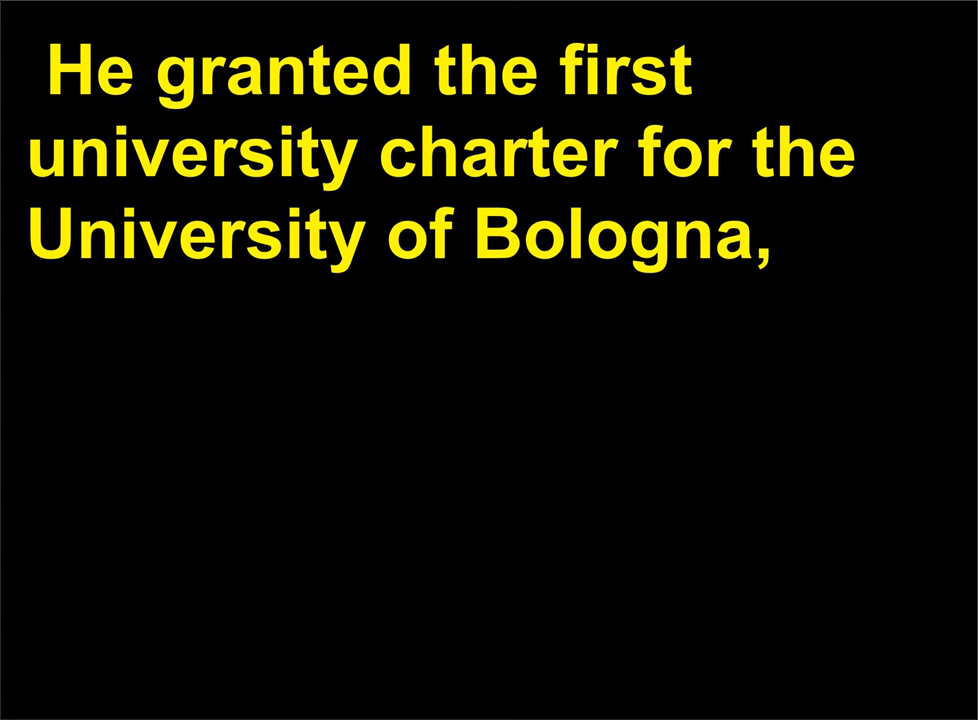 He granted the first
university charter for the
University of Bologna,